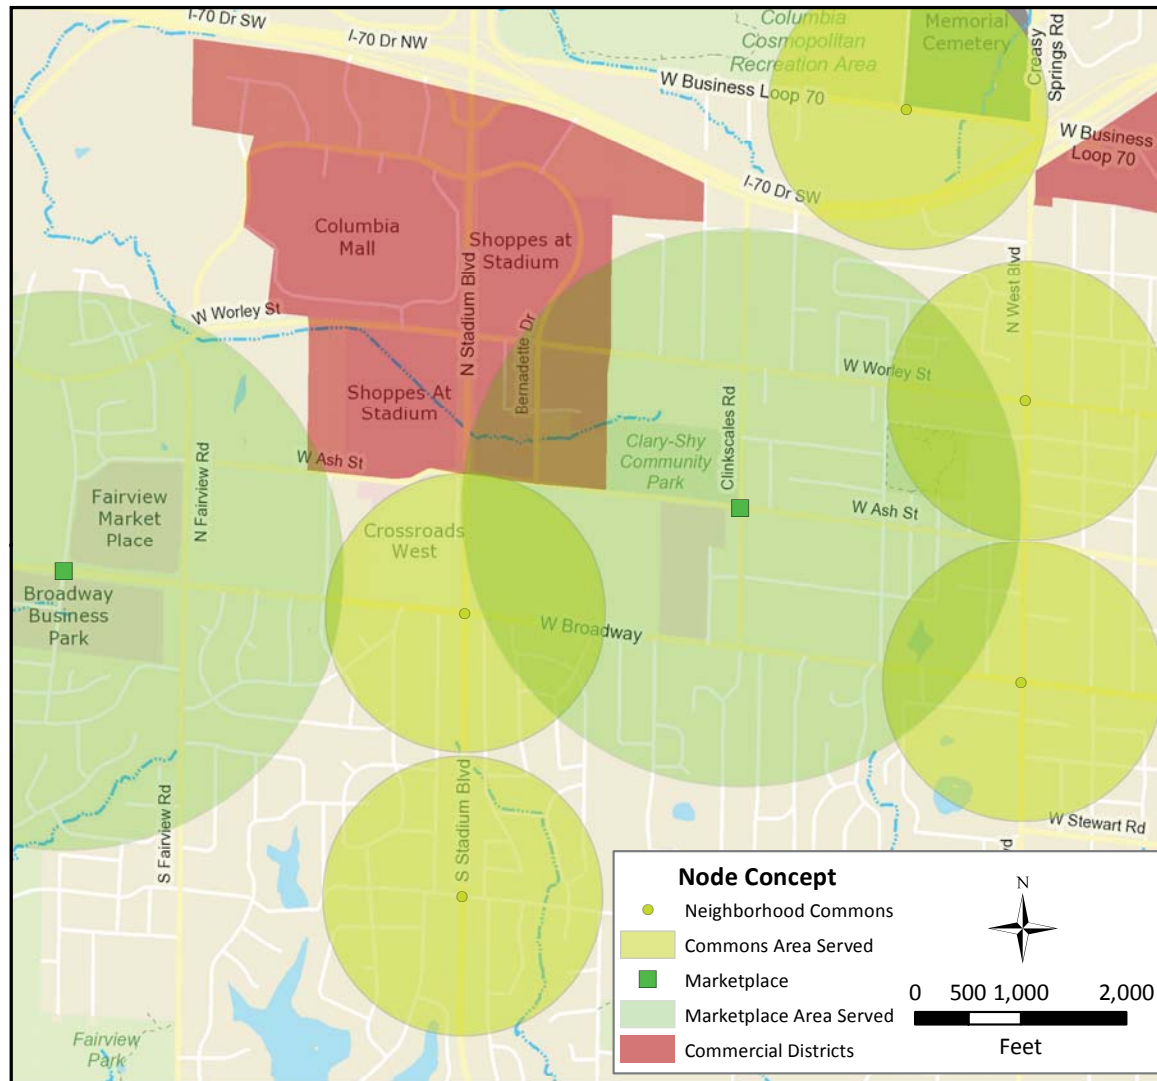 I-70 Dr SW
I-70 Dr NW
Columbia
Cosmopolitan
Recreation Area
Memorial
Cemetery
Creasy
Springs Rd
W Business Loop 70
W Business
Loop 70
I-70 Dr SW
Columbia
Mall
Shoppes at
Stadium
N Stadium Blvd
N West Blvd
W Worley St
Bernadette Dr
Shoppes At
Stadium
W Worley St
Clinkscales Rd
Clary-Shy
Community
Park
W Ash St
W Ash St
N Fairview Rd
Fairview
Market
Place
Crossroads
West
Broadway
Business
Park
W Broadway
S Fairview Rd
S Stadium Blvd
W Stewart Rd
vd
Fairview
Park
Node Concept
Neighborhood Commons
Commons Area Served
Marketplace
Marketplace Area Served
Commercial Districts
N
0 500 1,000 2,000
Feet